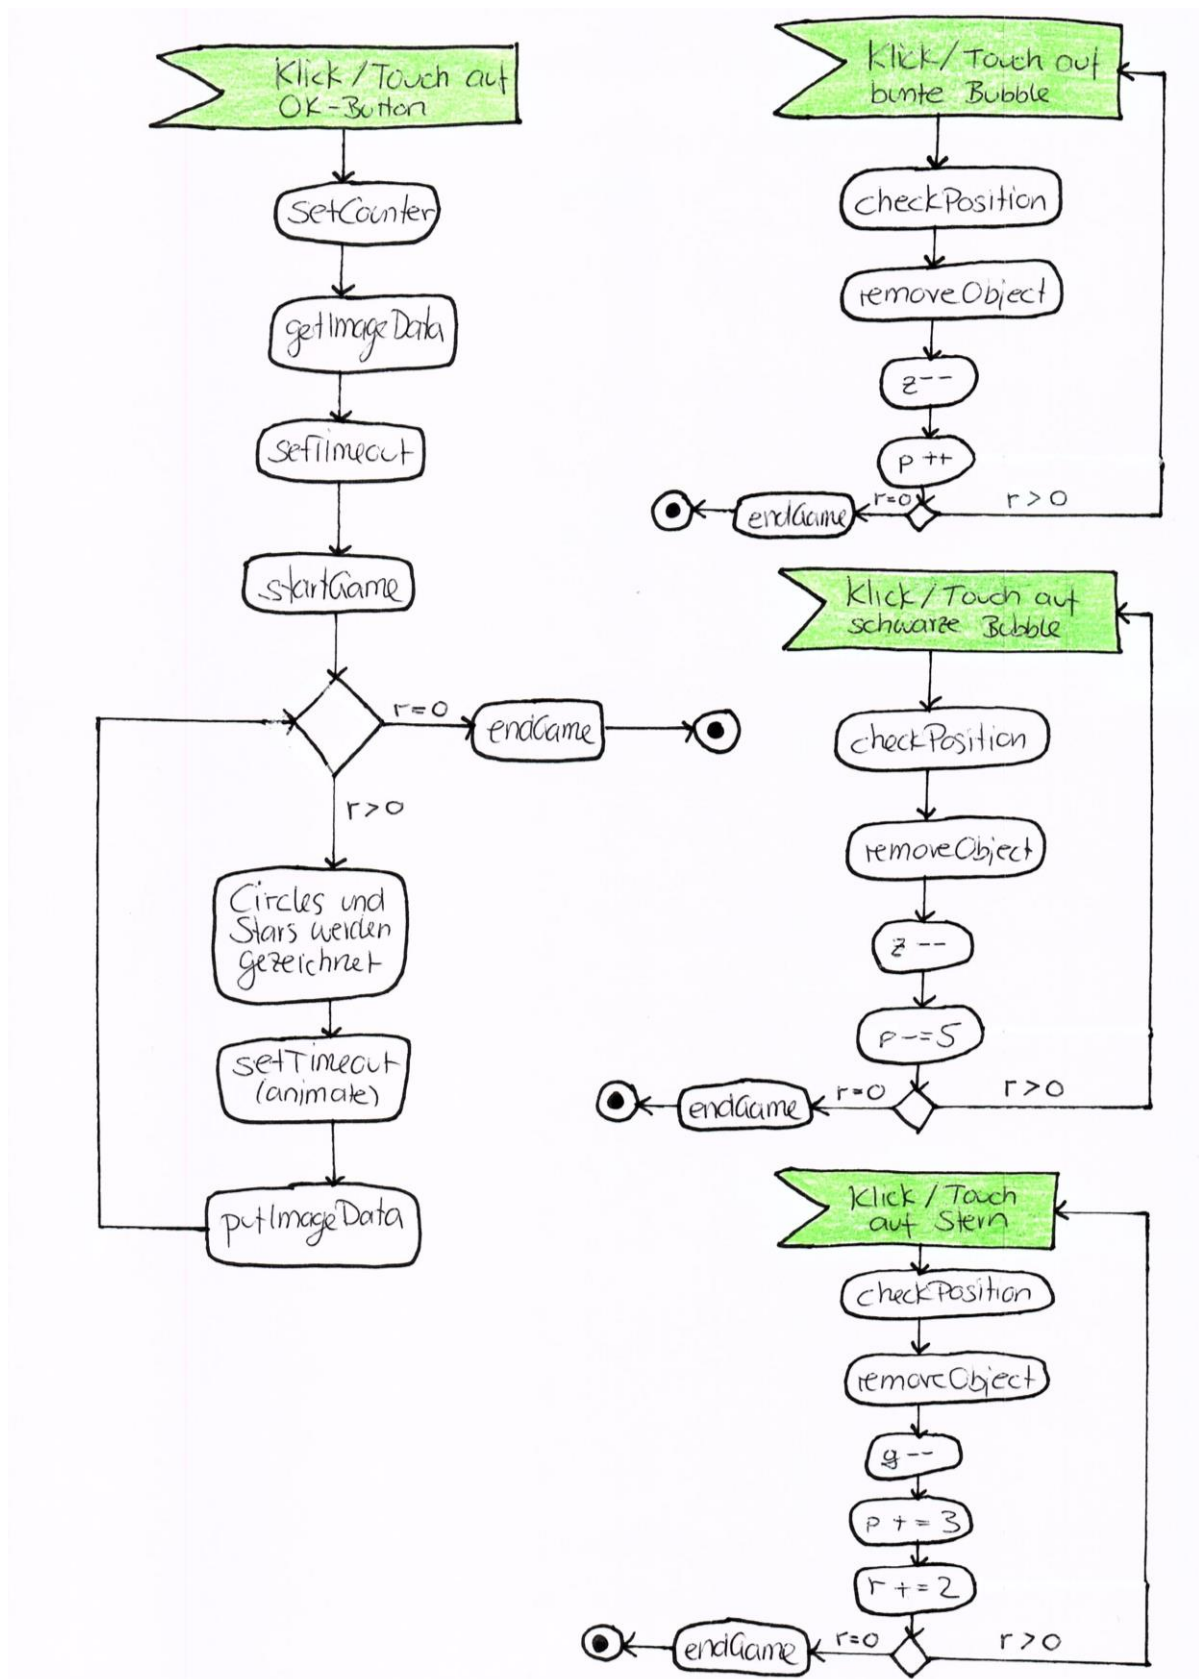 Klick/Touch auf
OK-Button
setCounter
getImageData
setTimeout
startGame
r=0
endGame
r>0
Circles und
Stars werden
gezeichnet
setTimeout
(animate)
putImageData
Klick/Touch auf
bunte Bubble
checkPosition
removeObject
z--
p++
r=0
r>0
endGame
Klick/Touch auf
schwarze Bubble
checkPosition
removeObject
z--
p-=5
r=0
r>0
endGame
Klick/Touch
auf Stern
checkPosition
removeObject
g--
p+=3
r+=2
r=0
r>0
endGame